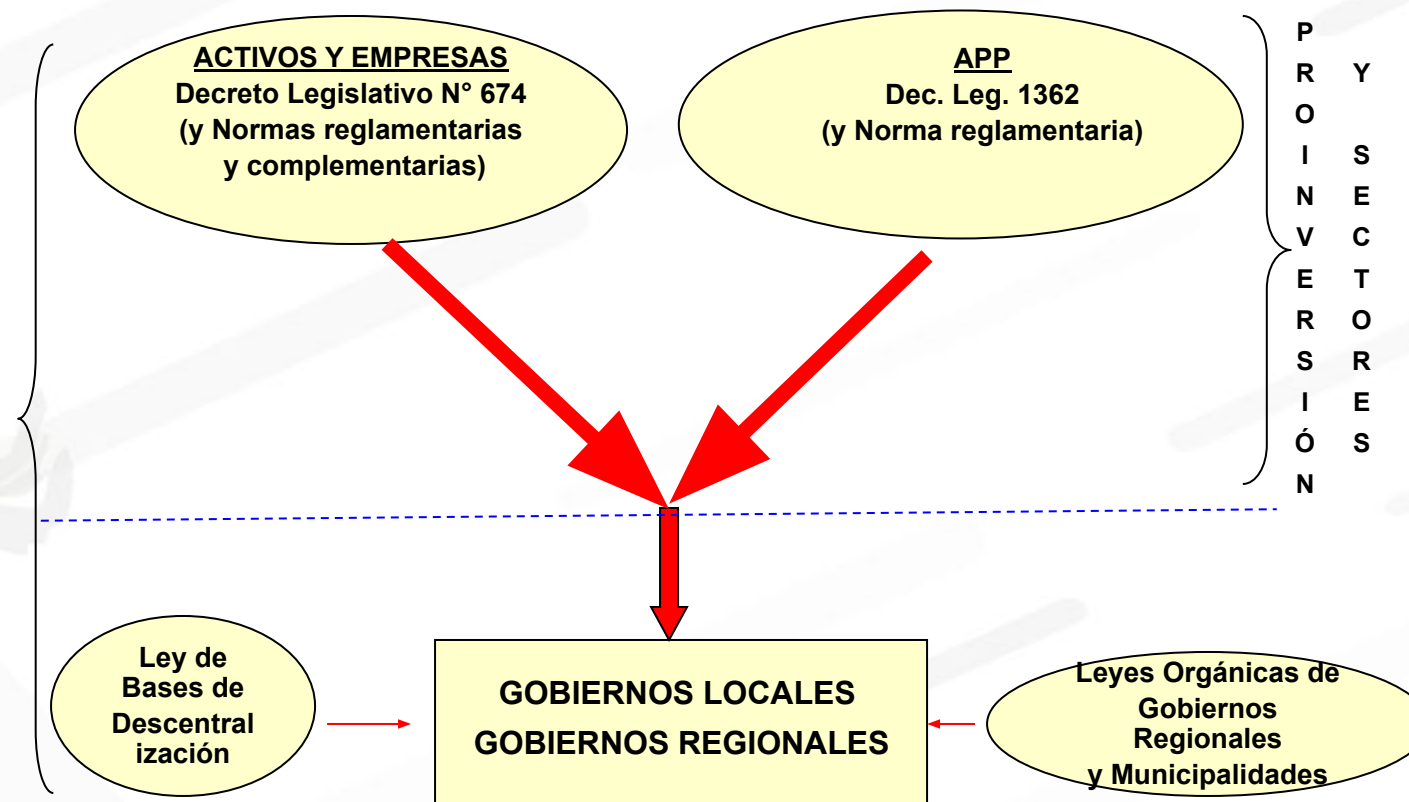 ACTIVOS Y EMPRESAS
Decreto Legislativo N° 674
(y Normas reglamentarias
y complementarias)
APP
Dec. Leg. 1362
(y Norma reglamentaria)
PROINVERSIÓN
Y SECTORES
Ley de
Bases de
Descentral
ización
GOBIERNOS LOCALES
GOBIERNOS REGIONALES
Leyes Orgánicas de
Gobiernos
Regionales
y Municipalidades